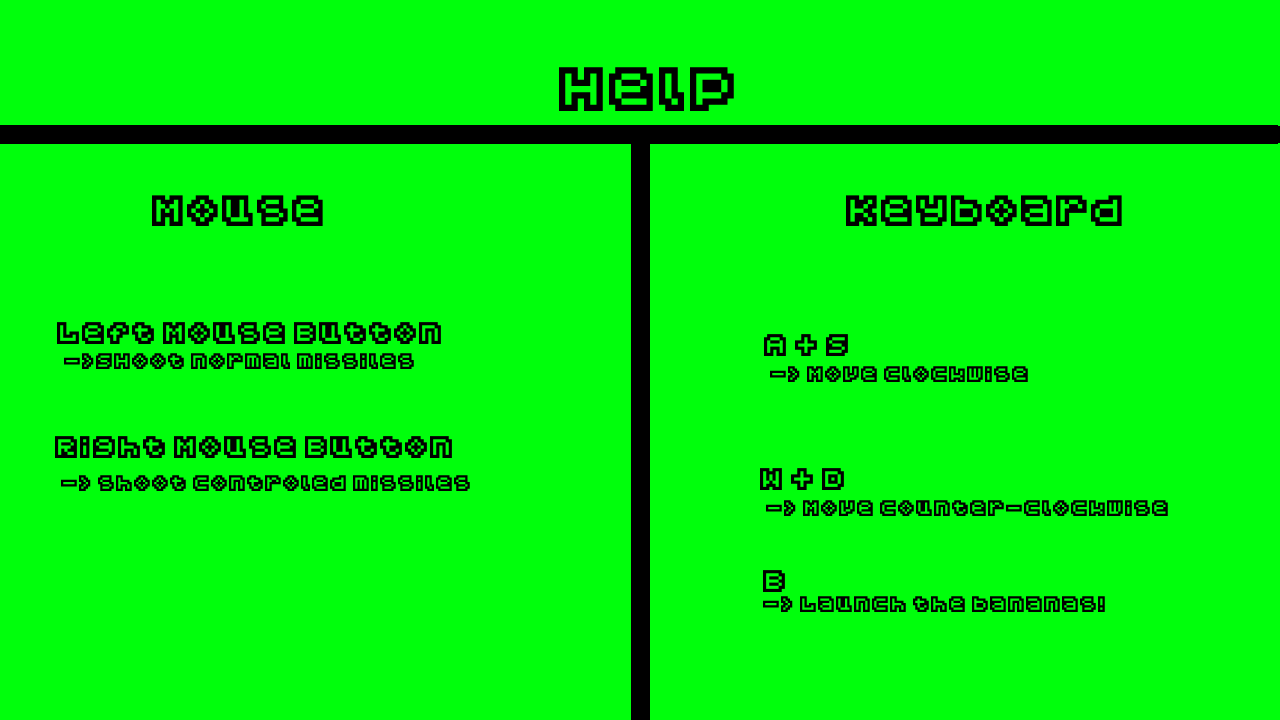 Help
Mouse
Left Mouse Button
->SHoot normal missiles
Right Mouse Button
-> shoot controled missiles
Keyboard
A + S
-> Move clockwise
W + D
-> Move counter-clockwise
B
-> Launch the bananas!